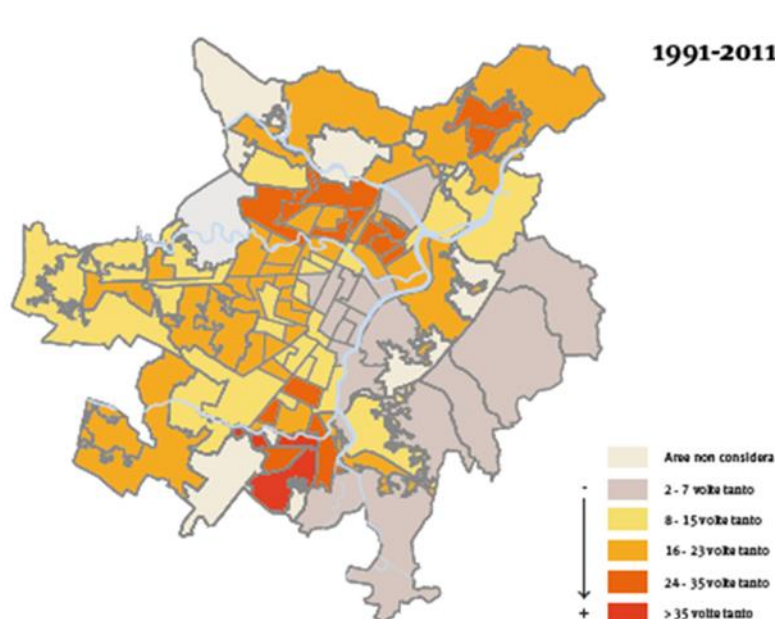 1991-2011
Aree non considera
- 2 - 7 volte tanto
8 - 15 volte tanto
16 - 23 volte tanto
24 - 35 volte tanto
+ > 35 volte tanto